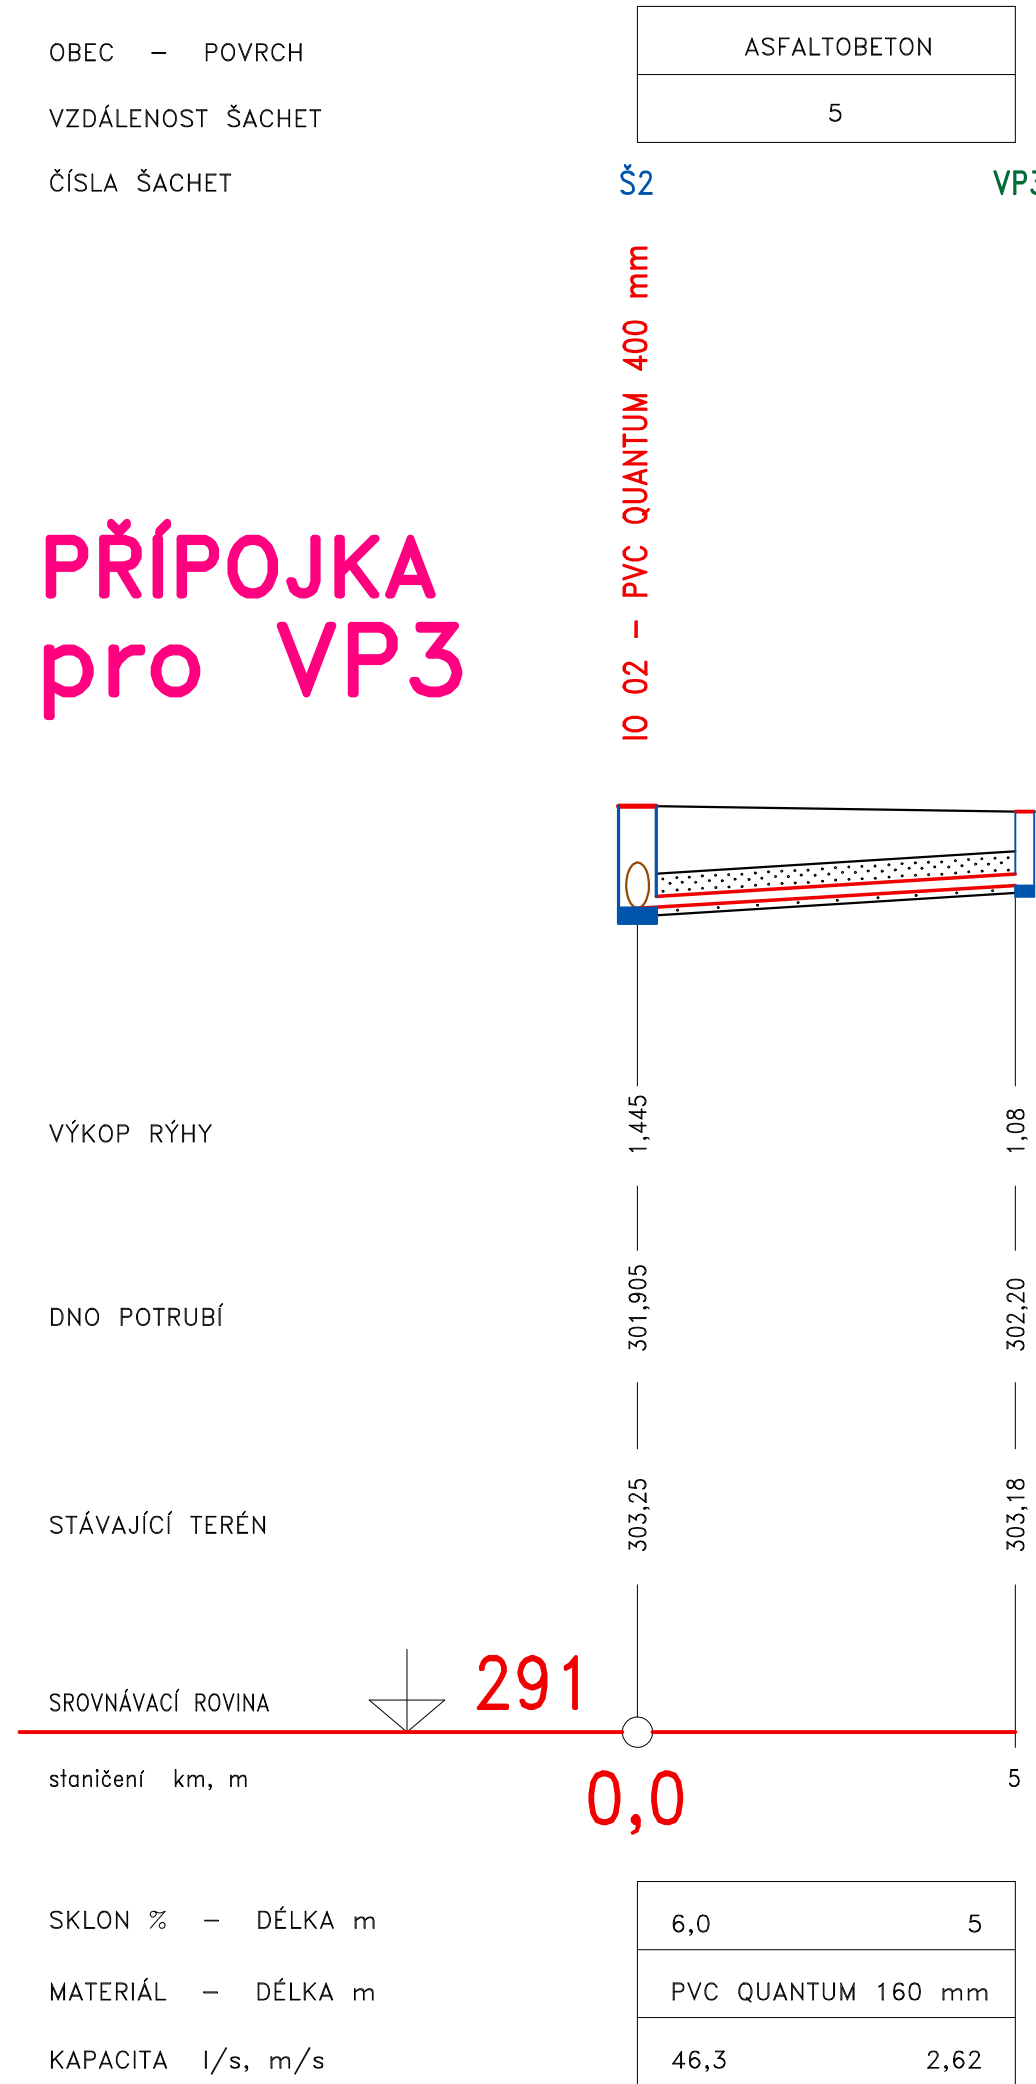 OBEC – POVRCH ASFALTOBETON
VZDÁLENOST ŠACHET 5
ČÍSLA ŠACHET Š2 VP3
IO 02 – PVC QUANTUM 400 mm
PŘÍPOJKA
pro VP3
VÝKOP RÝHY 1,445 1,08
DNO POTRUBÍ 301,905 302,20
STÁVAJÍCÍ TERÉN 303,25 303,18
SROVNÁVACÍ ROVINA 291
staničení km, m 0,0 5
SKLON % – DÉLKA m 6,0 5
MATERIÁL – DÉLKA m PVC QUANTUM 160 mm
KAPACITA l/s, m/s 46,3 2,62